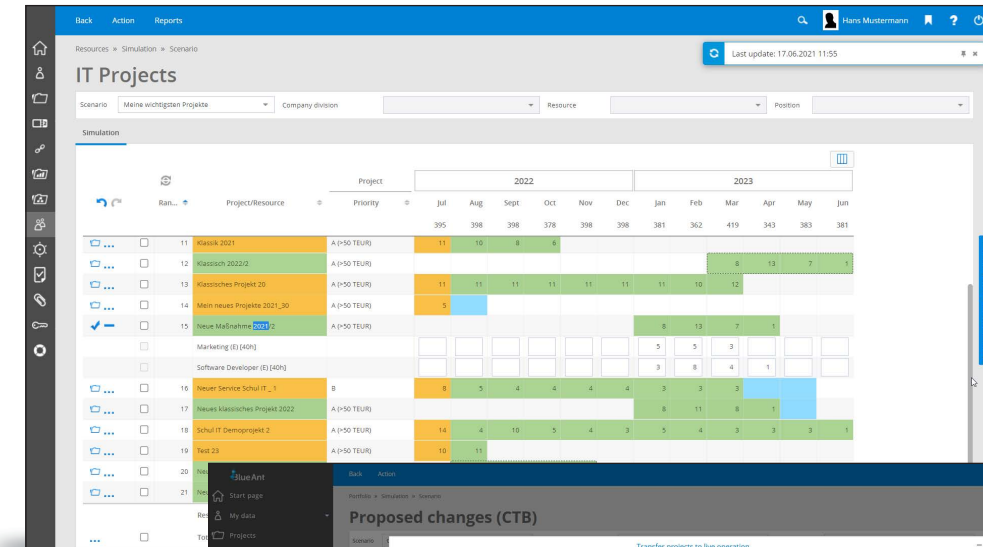 Back Action Reports Hans Mustermann ?
Resources » Simulation » Scenario
Last update: 17.06.2021 11:55
IT Projects
Scenario Meine wichtigsten Projekte Company division Resource Position
Simulation
Project 2022 2023
Ran... Project/Resource Priority Jul Aug Sept Oct Nov Dec Jan Feb Mar Apr May Jun
395 398 398 378 398 398 381 362 419 343 383 381
... 11 Klassik 2021 A (>50 TEUR) 11 10 8 6
... 12 Klassisch 2022/2 A (>50 TEUR) 8 13 7 1
... 13 Klassisches Projekt 20 A (>50 TEUR) 11 11 11 11 11 11 11 10 12
... 14 Mein neues Projekte 2021_30 A (>50 TEUR) 5
15 Neue Maßnahme 2021/2 A (>50 TEUR) 8 13 7 1
Marketing (E) [40h] 5 5 3
Software Developer (E) [40h] 3 8 4 1
... 16 Neuer Service Schul IT _ 1 B 8 5 4 4 4 4 3 3 3
... 17 Neues klassisches Projekt 2022 A (>50 TEUR) 8 11 8 1
... 18 Schul IT Demoprojekt 2 A (>50 TEUR) 14 4 10 5 4 3 5 4 3 3 3 1
... 19 Test 23 A (>50 TEUR) 10 11
... 20
... 21
...
Blue Ant Back Action
Start page Portfolio » Simulation » Scenario
My data Proposed changes (CTB)
Projects Scenario
Transfer projects to live operation